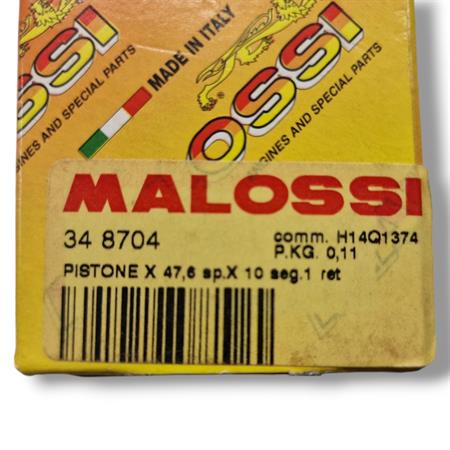 OSSI
ENGINES AND SPECIAL PARTS
MADE IN ITALY
OSSI
GINES AND SPECIAL PARTS
MALOSSI
34 8704
comm. H14Q1374
P.KG. 0,11
PISTONE X 47,6 sp.X 10 seg.1 ret